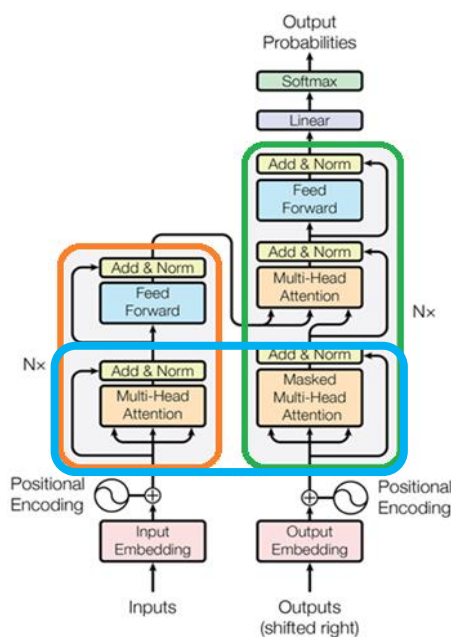 Output
Probabilities
Softmax
Linear
Add & Norm
Feed
Forward
Add & Norm
Multi-Head
Attention
Add & Norm
Masked
Multi-Head
Attention
Nx
Add & Norm
Feed
Forward
Add & Norm
Multi-Head
Attention
Nx
Positional
Encoding
Positional
Encoding
Input
Embedding
Output
Embedding
Inputs
Outputs
(shifted right)